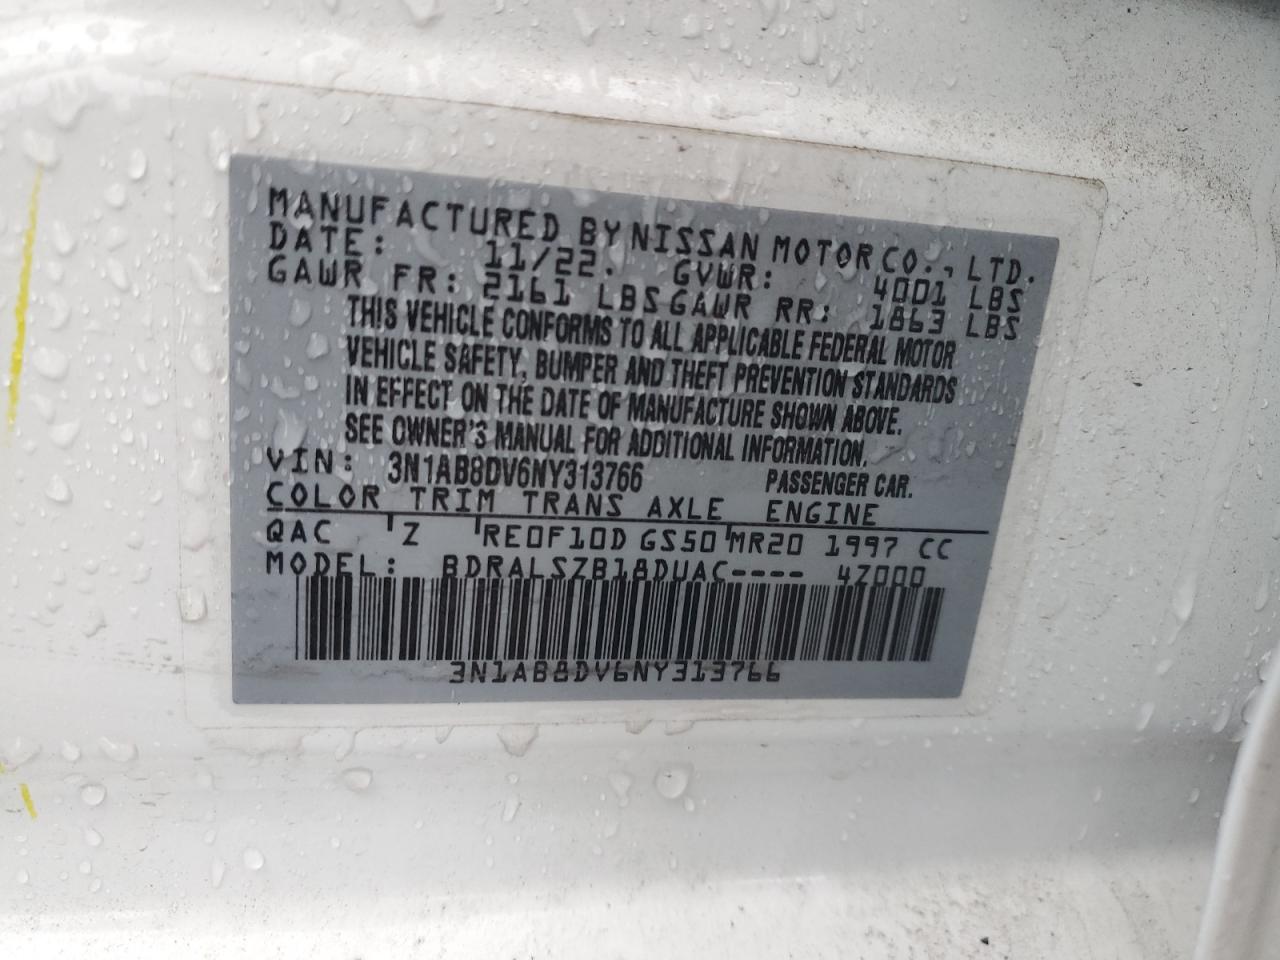 MANUFACTURED BY NISSAN MOTOR CO., LTD.
DATE: 11/22. GVWR: 4001 LBS
GAWR FR: 2161 LBS GAWR RR: 1863 LBS
THIS VEHICLE CONFORMS TO ALL APPLICABLE FEDERAL MOTOR
VEHICLE SAFETY, BUMPER AND THEFT PREVENTION STANDARDS
IN EFFECT ON THE DATE OF MANUFACTURE SHOWN ABOVE.
SEE OWNER'S MANUAL FOR ADDITIONAL INFORMATION.
VIN: 3N1AB8DV6NY313766 PASSENGER CAR.
COLOR TRIM TRANS AXLE ENGINE
QAC Z RE0F10D GS50 MR20 1997 CC
MODEL: BDRALSZB18DUAC---- 4Z000
3N1AB8DV6NY313766